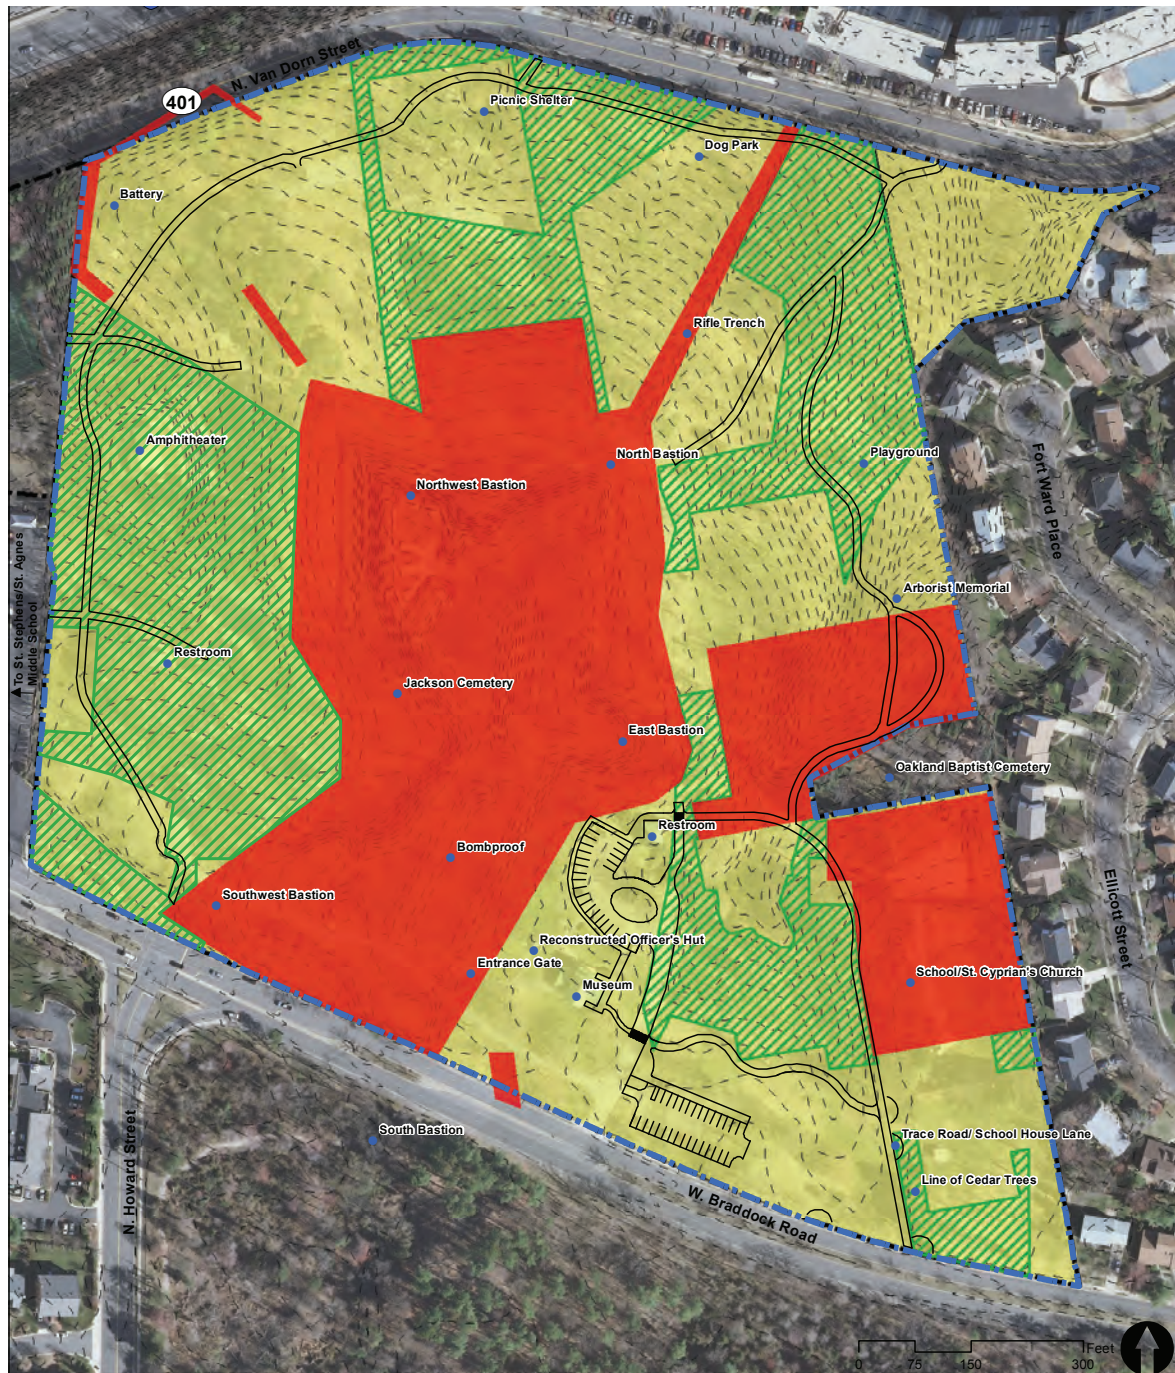 N. Van Dorn Street
401
Picnic Shelter
Dog Park
Battery
Rifle Trench
Amphitheater
North Bastion
Playground
Northwest Bastion
Fort Ward Place
To St. Stephens/St. Agnes
Middle School
Arborist Memorial
Restroom
Jackson Cemetery
East Bastion
Oakland Baptist Cemetery
Restroom
Bombproof
Southwest Bastion
Ellicott Street
Reconstructed Officer's Hut
Entrance Gate
School/St. Cyprian's Church
Museum
South Bastion
Trace Road/ School House Lane
N. Howard Street
Line of Cedar Trees
W. Braddock Road
Feet
0 75 150 300